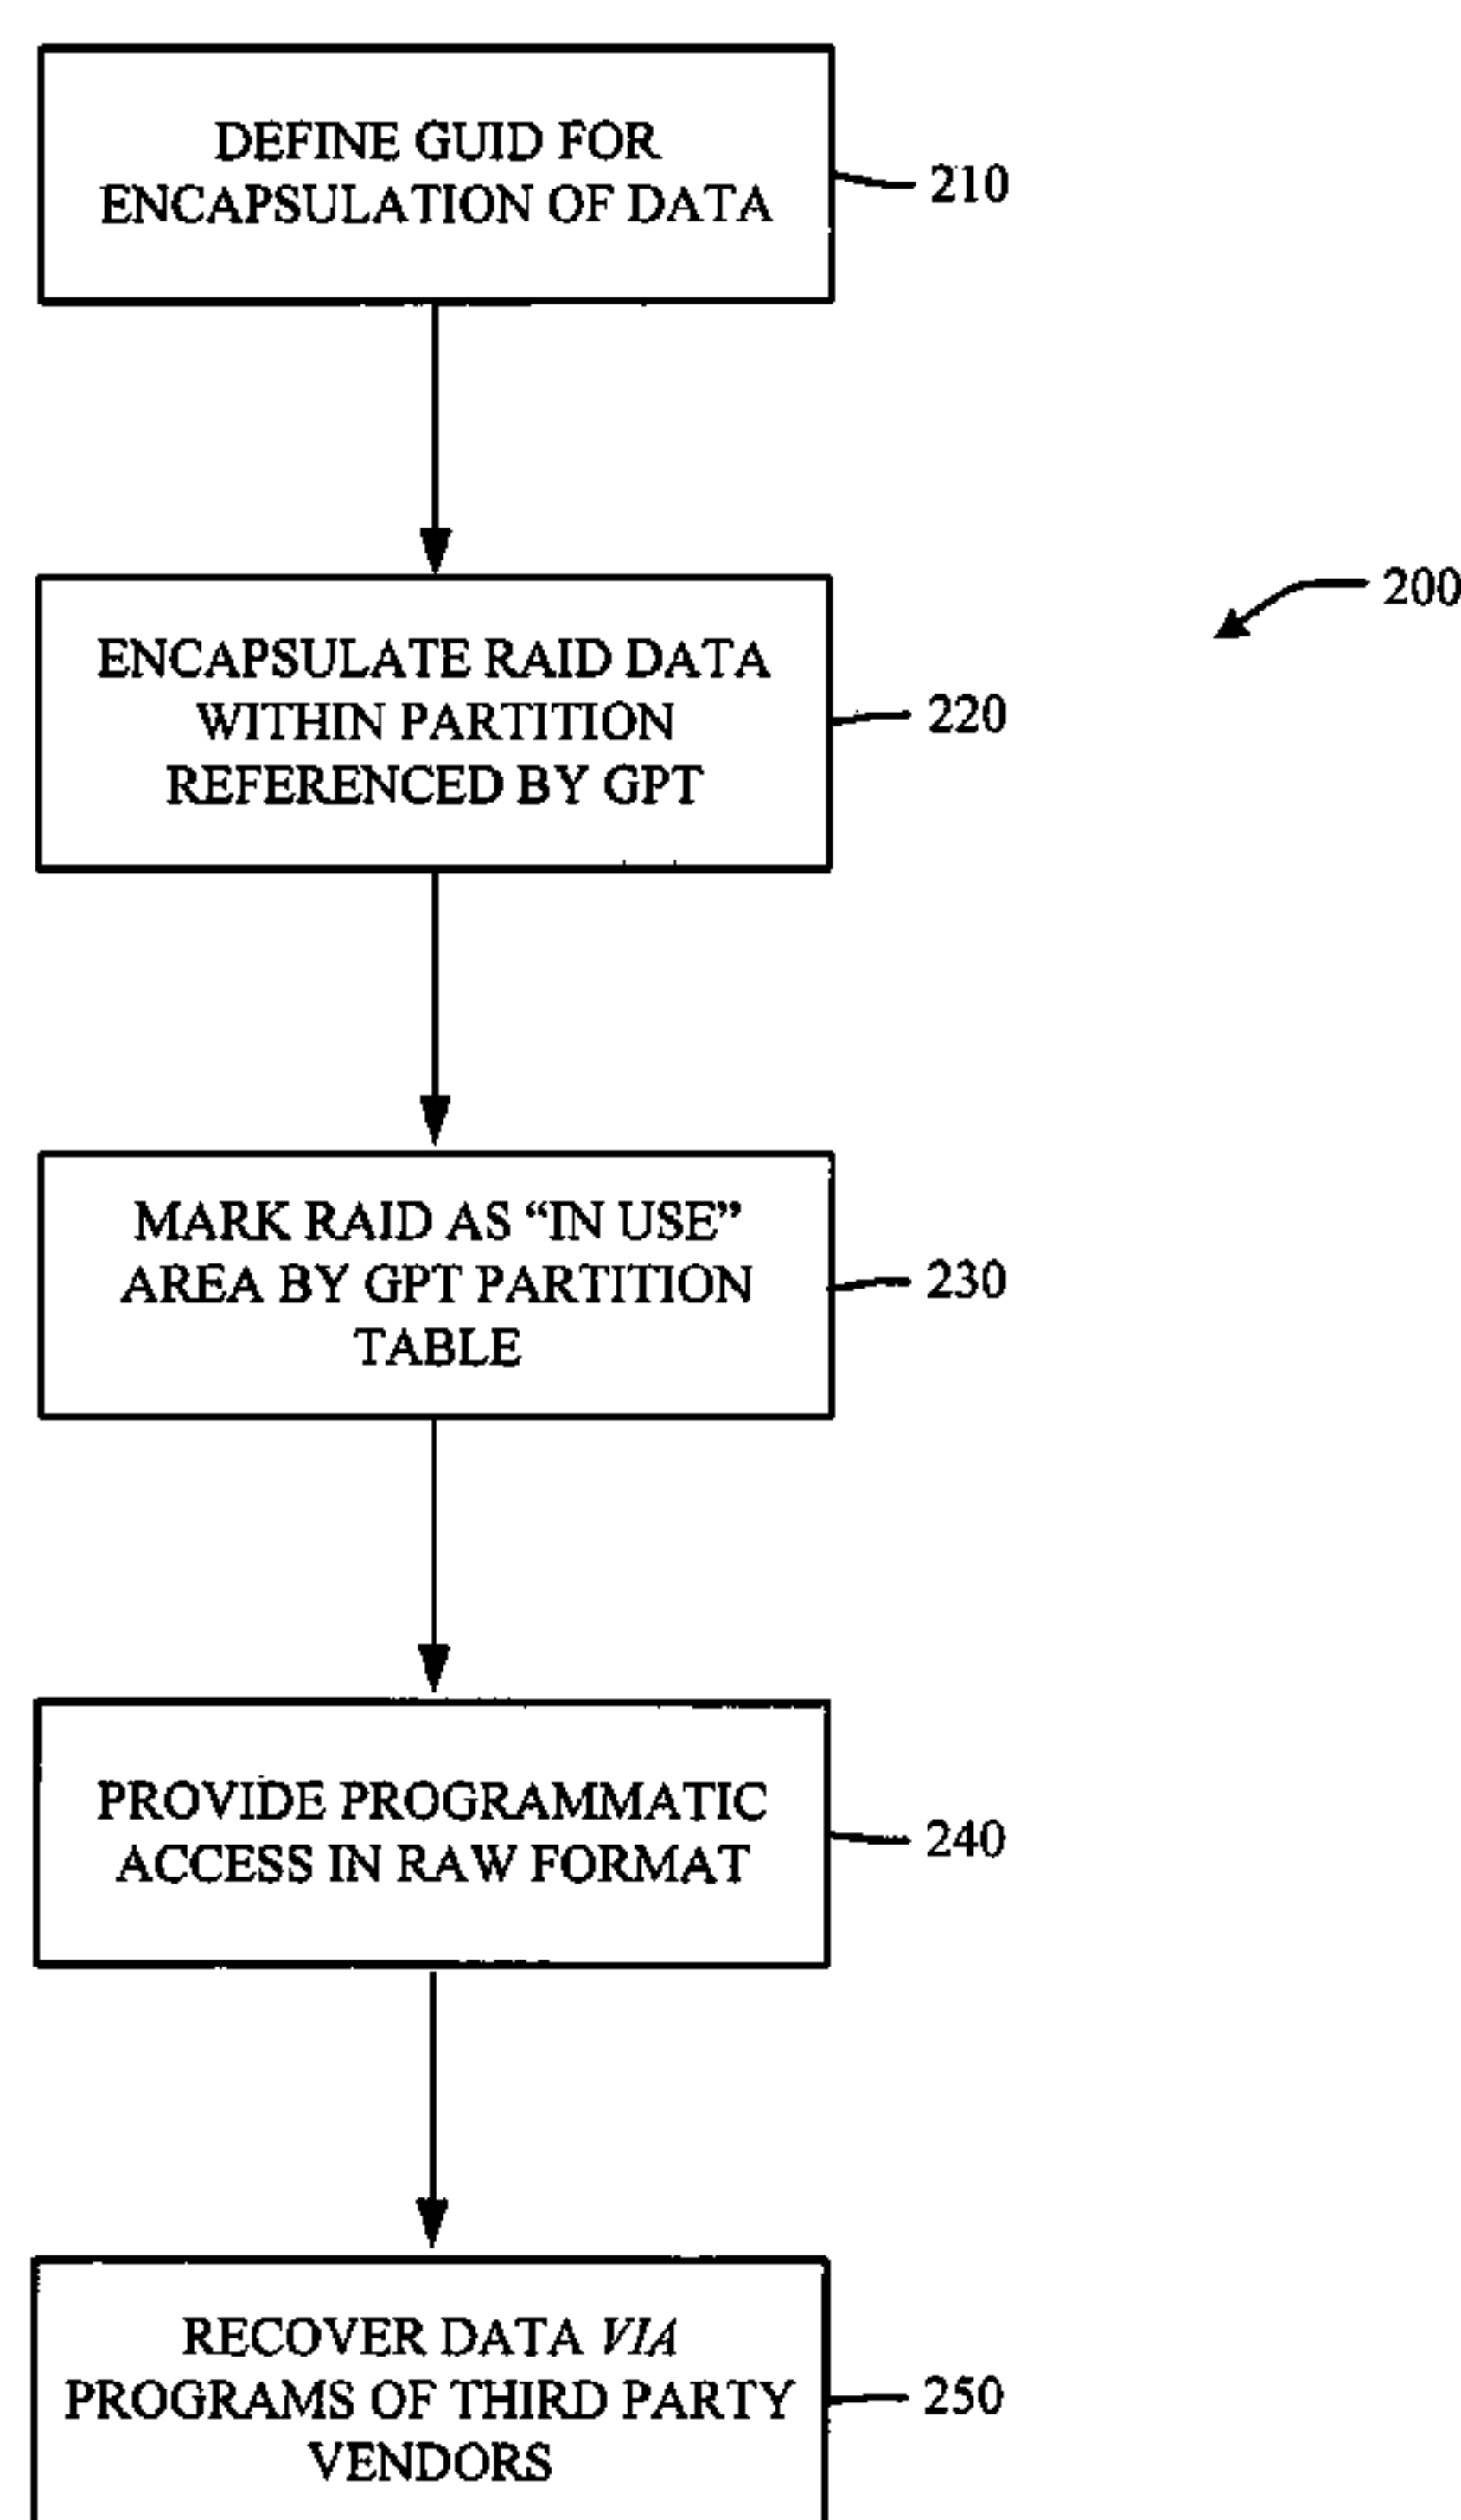 DEFINE GUID FOR
ENCAPSULATION OF DATA
210
ENCAPSULATE RAID DATA
WITHIN PARTITION
REFERENCED BY GPT
220
200
MARK RAID AS “IN USE”
AREA BY GPT PARTITION
TABLE
230
PROVIDE PROGRAMMATIC
ACCESS IN RAW FORMAT
240
RECOVER DATA VIA
PROGRAMS OF THIRD PARTY
VENDORS
250